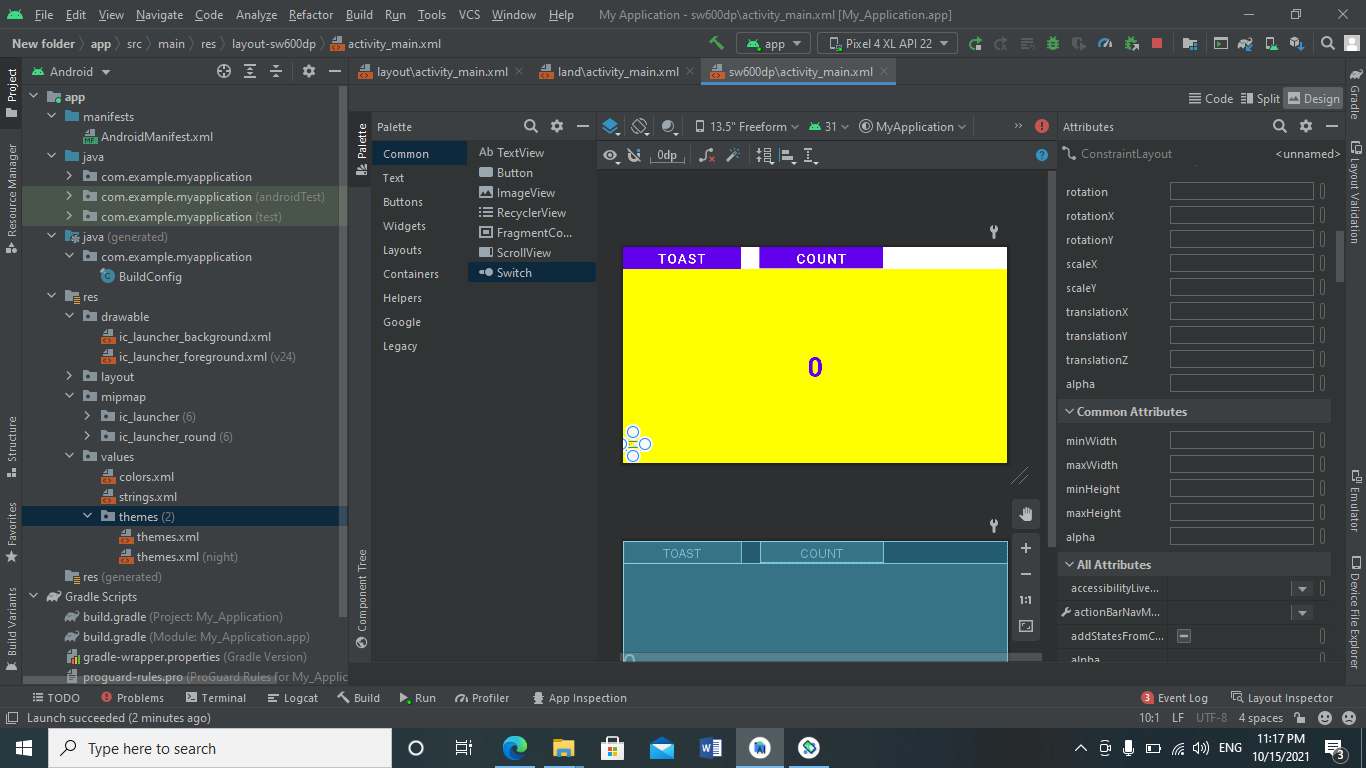 File Edit View Navigate Code Analyze Refactor Build Run Tools VCS Window Help My Application - sw600dp\activity_main.xml [My_Application.app]
New folder app src main res layout-sw600dp activity_main.xml app Pixel 4 XL API 22
Android layout\activity_main.xml land\activity_main.xml sw600dp\activity_main.xml
Code Split Design
Project
Resource Manager
Structure
Favorites
Build Variants
app
manifests
AndroidManifest.xml
java
com.example.myapplication
com.example.myapplication (androidTest)
com.example.myapplication (test)
java (generated)
com.example.myapplication
BuildConfig
res
drawable
ic_launcher_background.xml
ic_launcher_foreground.xml (v24)
layout
mipmap
ic_launcher (6)
ic_launcher_round (6)
values
colors.xml
strings.xml
themes (2)
themes.xml
themes.xml (night)
res (generated)
Gradle Scripts
build.gradle (Project: My_Application)
build.gradle (Module: My_Application.app)
gradle-wrapper.properties (Gradle Version)
proguard-rules.pro (ProGuard Rules for My_Applic
Palette
Component Tree
Palette
Common
Text
Buttons
Widgets
Layouts
Containers
Helpers
Google
Legacy
Ab TextView
Button
ImageView
RecyclerView
FragmentCo...
ScrollView
Switch
13.5" Freeform 31 MyApplication
0dp
TOAST COUNT
0
TOAST COUNT
1:1
Attributes
ConstraintLayout <unnamed>
rotation
rotationX
rotationY
scaleX
scaleY
translationX
translationY
translationZ
alpha
Common Attributes
minWidth
maxWidth
minHeight
maxHeight
alpha
All Attributes
accessibilityLive...
actionBarNavM...
addStatesFromC...
alpha
Gradle
Layout Validation
Emulator
Device File Explorer
TODO Problems Terminal Logcat Build Run Profiler App Inspection 3 Event Log Layout Inspector
Launch succeeded (2 minutes ago) 10:1 LF UTF-8 4 spaces
Type here to search
W
ENG
11:17 PM
10/15/2021
3